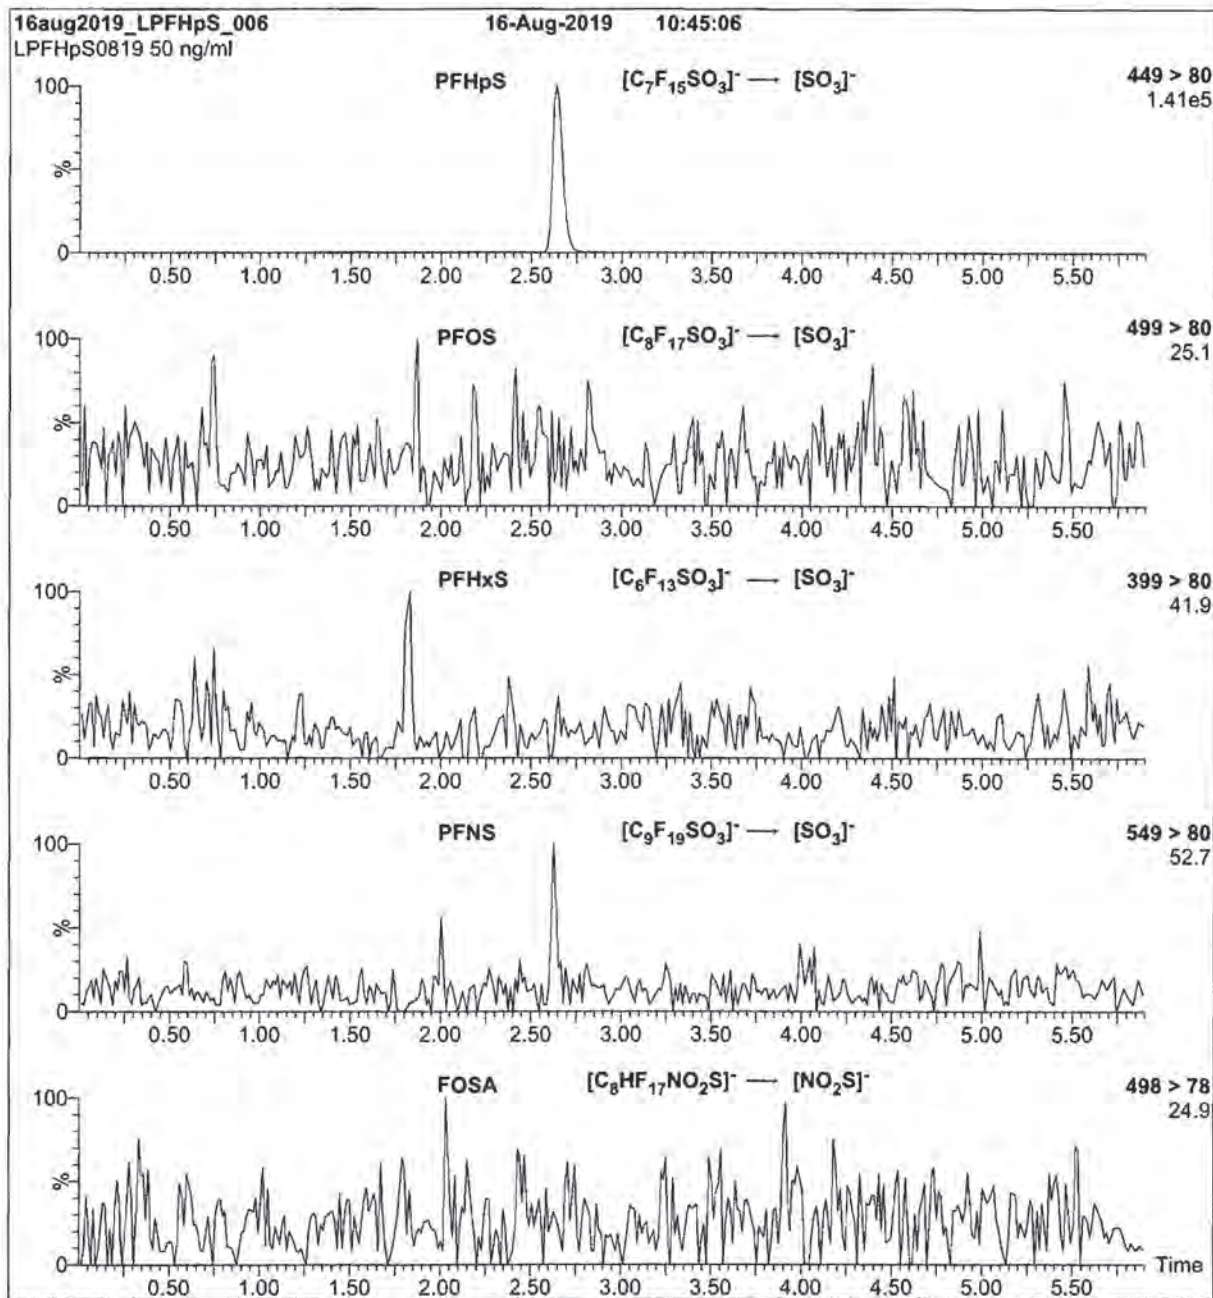 16aug2019_LPFHpS_006 16-Aug-2019 10:45:06
LPFHpS0819 50 ng/ml
PFHpS [C₇F₁₅SO₃]⁻ ⟶ [SO₃]⁻ 449 > 80
1.41e5
100
%
0
0.50 1.00 1.50 2.00 2.50 3.00 3.50 4.00 4.50 5.00 5.50
PFOS [C₈F₁₇SO₃]⁻ ⟶ [SO₃]⁻ 499 > 80
25.1
100
%
0
0.50 1.00 1.50 2.00 2.50 3.00 3.50 4.00 4.50 5.00 5.50
PFHxS [C₆F₁₃SO₃]⁻ ⟶ [SO₃]⁻ 399 > 80
41.9
100
%
0
0.50 1.00 1.50 2.00 2.50 3.00 3.50 4.00 4.50 5.00 5.50
PFNS [C₉F₁₉SO₃]⁻ ⟶ [SO₃]⁻ 549 > 80
52.7
100
%
0
0.50 1.00 1.50 2.00 2.50 3.00 3.50 4.00 4.50 5.00 5.50
FOSA [C₈HF₁₇NO₂S]⁻ ⟶ [NO₂S]⁻ 498 > 78
24.9
100
%
0
Time
0.50 1.00 1.50 2.00 2.50 3.00 3.50 4.00 4.50 5.00 5.50